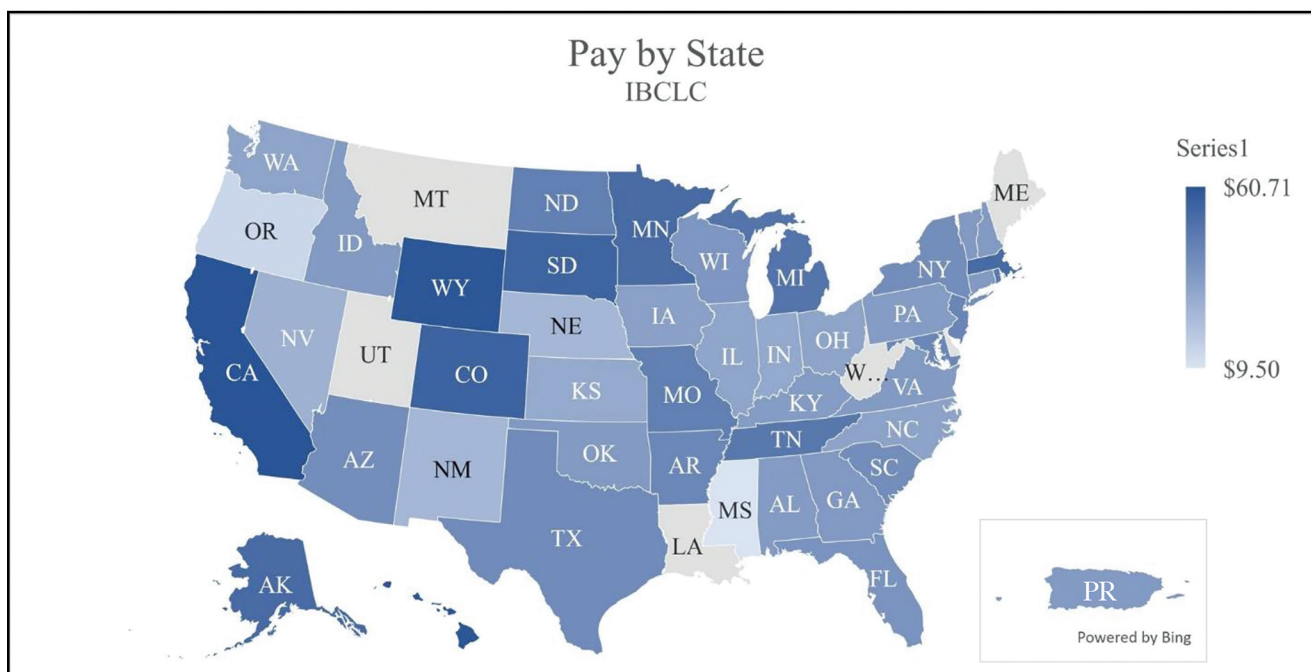 Pay by State
IBCLC
Series1
$60.71
$9.50
WA
MT
ND
MN
ME
OR
ID
WY
SD
WI
MI
NY
NV
UT
CO
NE
IA
IL
IN
OH
PA
CA
KS
MO
KY
W...
VA
AZ
NM
OK
AR
TN
NC
SC
TX
LA
MS
AL
GA
FL
AK
PR
Powered by Bing